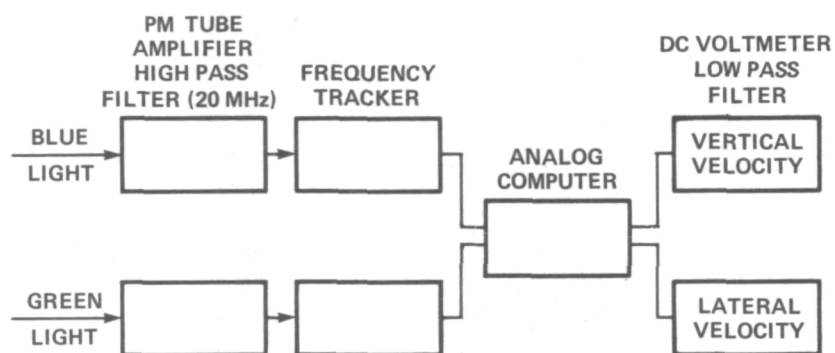 PM TUBE
AMPLIFIER
HIGH PASS
FILTER (20 MHz)
FREQUENCY
TRACKER
DC VOLTMETER
LOW PASS
FILTER
BLUE
LIGHT
ANALOG
COMPUTER
VERTICAL
VELOCITY
GREEN
LIGHT
LATERAL
VELOCITY